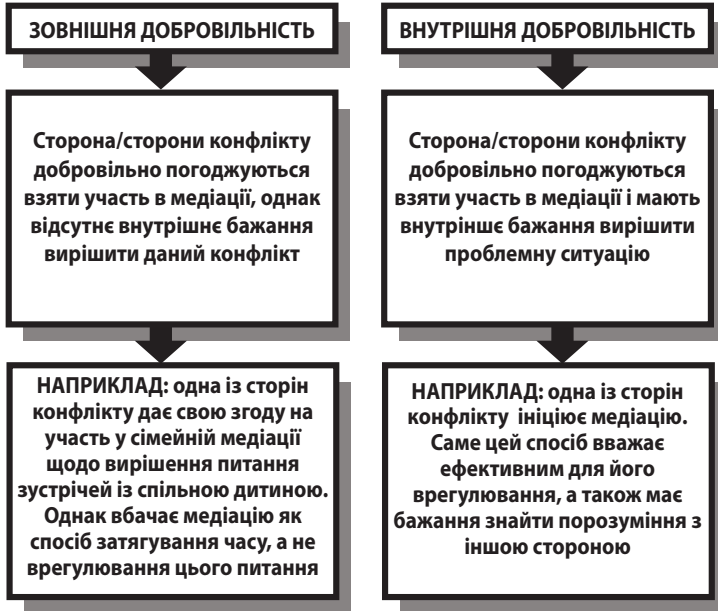 ЗОВНІШНЯ ДОБРОВІЛЬНІСТЬ
Сторона/сторони конфлікту
добровільно погоджуються
взяти участь в медіації, однак
відсутнє внутрішнє бажання
вирішити даний конфлікт
НАПРИКЛАД: одна із сторін
конфлікту дає свою згоду на
участь у сімейній медіації
щодо вирішення питання
зустрічей із спільною дитиною.
Однак вбачає медіацію як
спосіб затягування часу, а не
врегулювання цього питання
ВНУТРІШНЯ ДОБРОВІЛЬНІСТЬ
Сторона/сторони конфлікту
добровільно погоджуються
взяти участь в медіації і мають
внутріншє бажання вирішити
проблемну ситуацію
НАПРИКЛАД: одна із сторін
конфлікту ініціює медіацію.
Саме цей спосіб вважає
ефективним для його
врегулювання, а також має
бажання знайти порозуміння з
іншою стороною